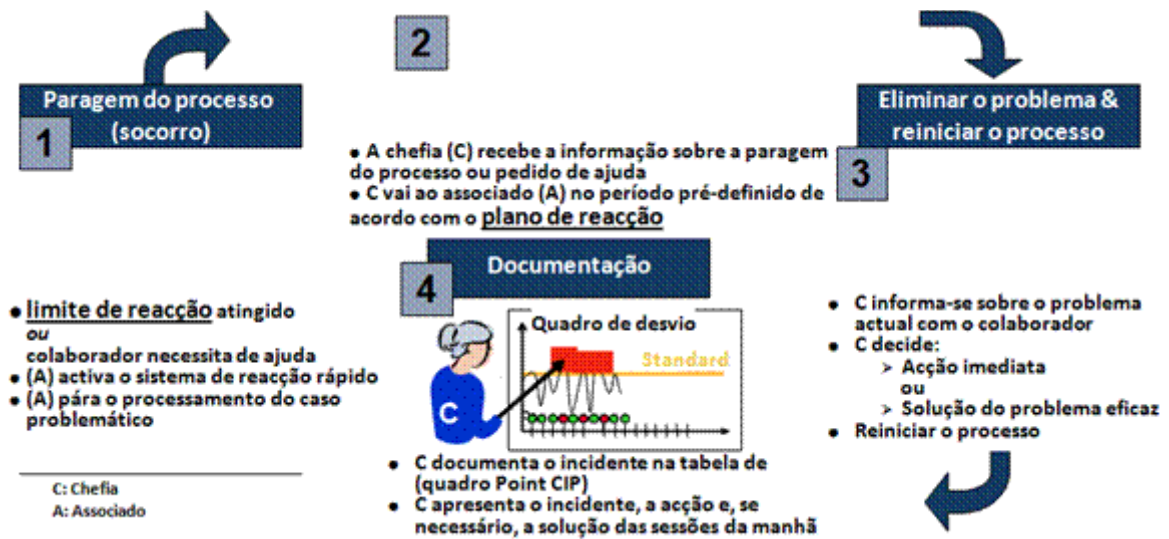 1
Paragem do processo
(socorro)
● limite de reacção atingido
ou
colaborador necessita de ajuda
● (A) activa o sistema de reacção rápido
● (A) pára o processamento do caso
problemático
C: Chefia
A: Associado
2
● A chefia (C) recebe a informação sobre a paragem
do processo ou pedido de ajuda
● C vai ao associado (A) no período pré-definido de
acordo com o plano de reacção
Eliminar o problema &
reiniciar o processo
3
● C informa-se sobre o problema
actual com o colaborador
● C decide:
➢ Acção imediata
ou
➢ Solução do problema eficaz
● Reiniciar o processo
Documentação
4
Quadro de desvio
Standard
C
● C documenta o incidente na tabela de
(quadro Point CIP)
● C apresenta o incidente, a acção e, se
necessário, a solução das sessões da manhã